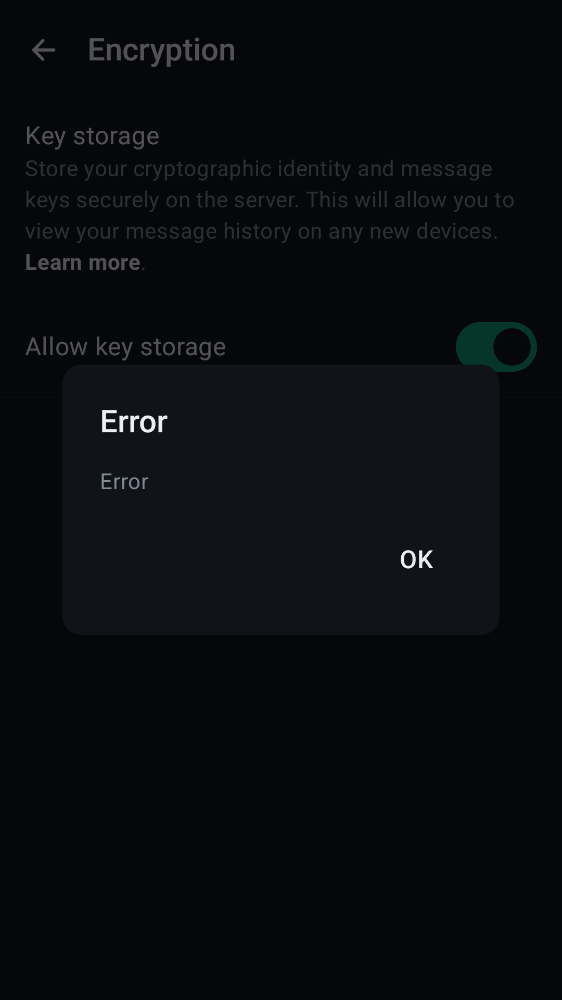 Encryption
Key storage
Store your cryptographic identity and message
keys securely on the server. This will allow you to
view your message history on any new devices.
Learn more.
Allow key storage
Error
Error
OK